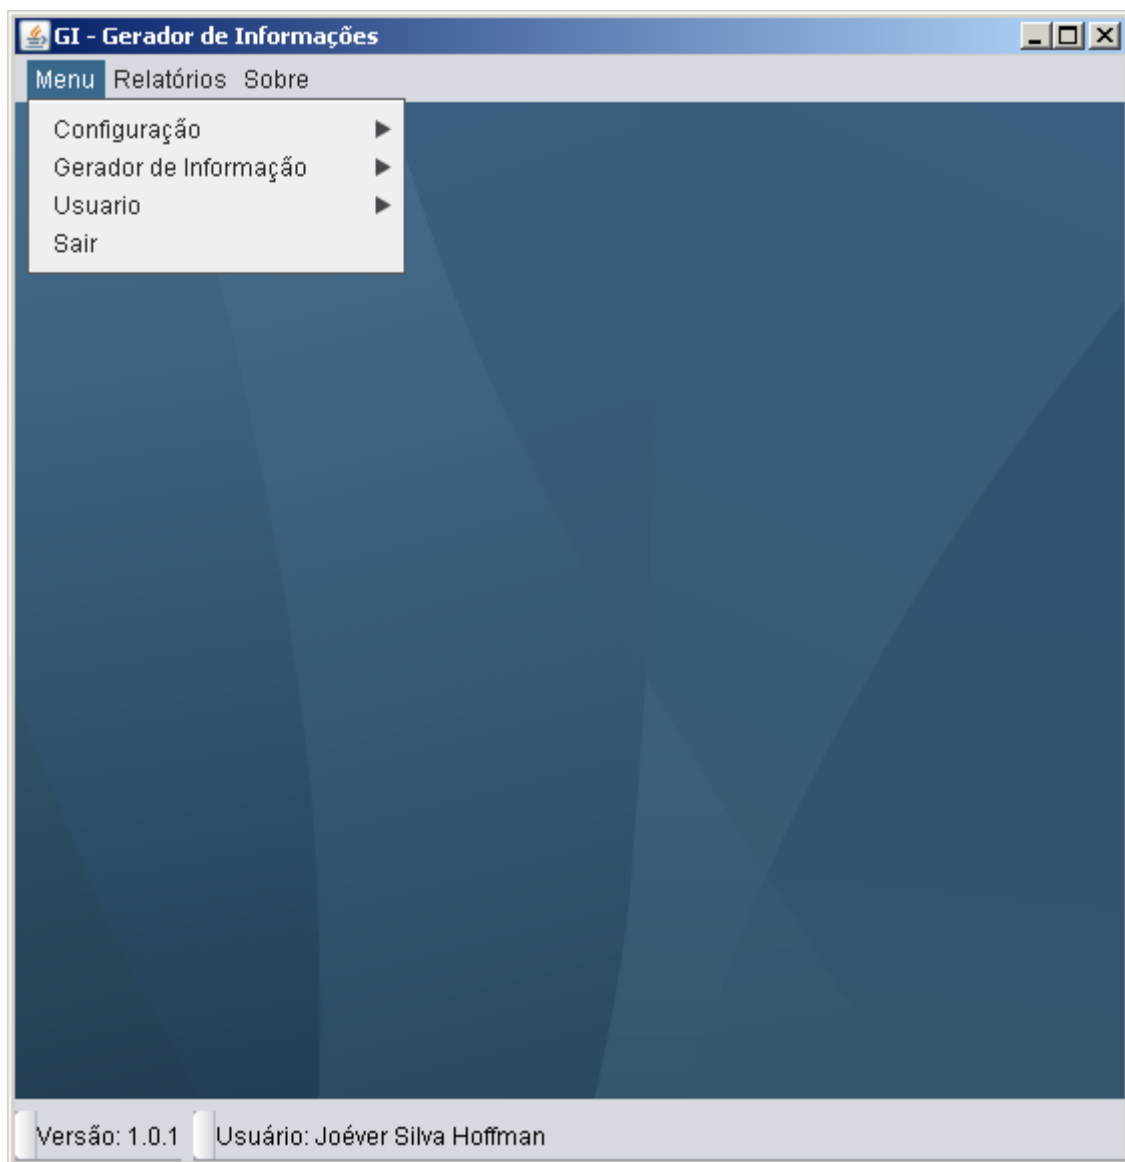 GI - Gerador de Informações
Menu Relatórios Sobre
Configuração
Gerador de Informação
Usuario
Sair
Versão: 1.0.1 Usuário: Joéver Silva Hoffman